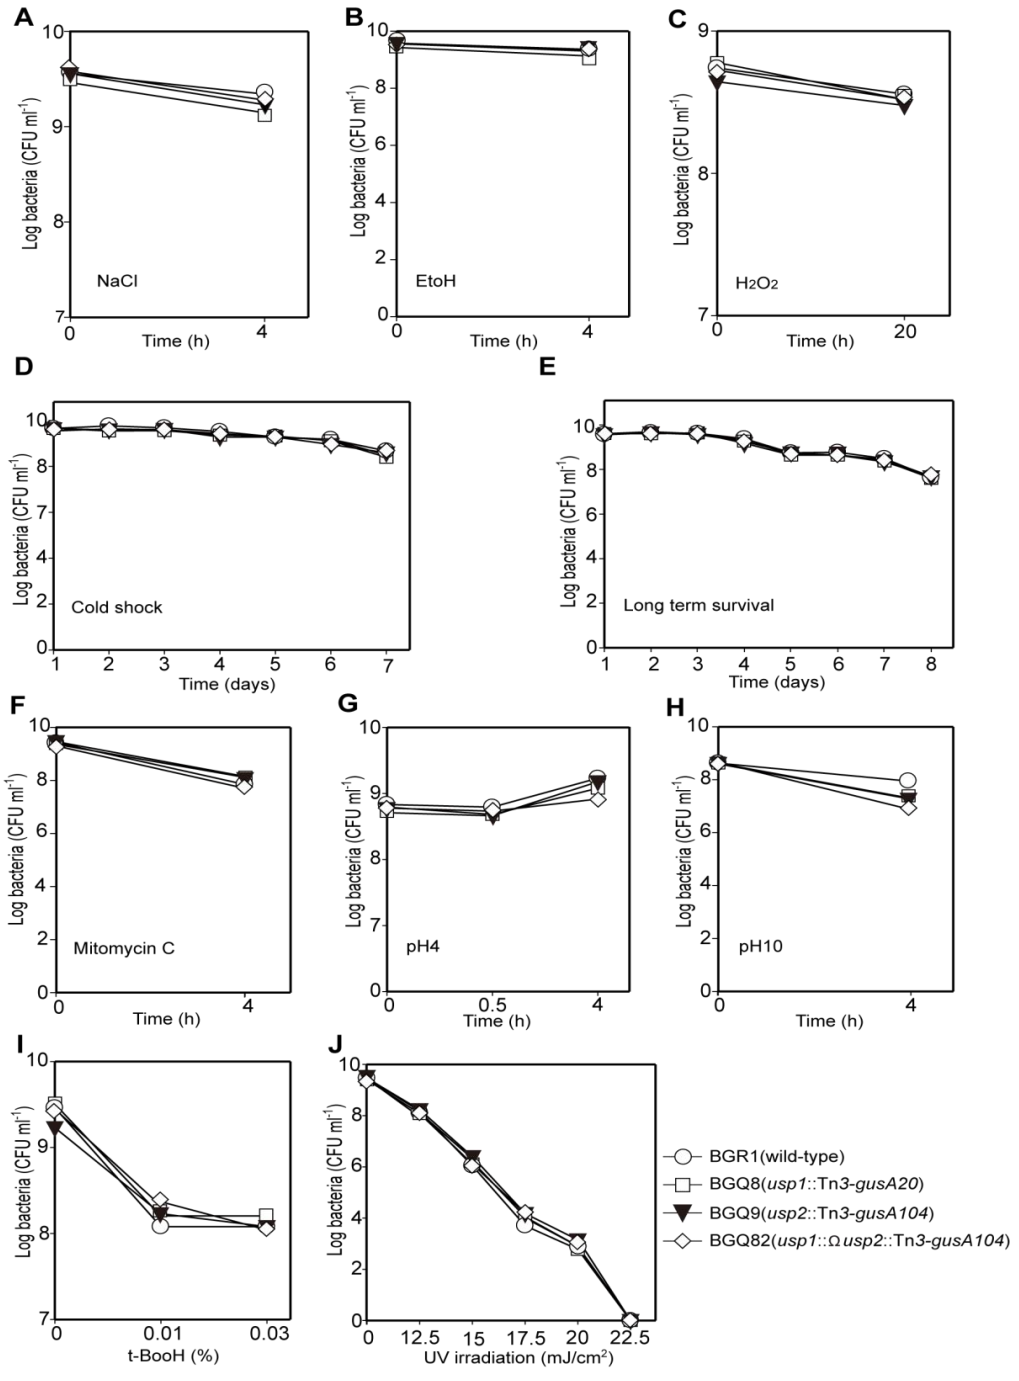 A
Log bacteria (CFU ml-1)
10
9
8
7
NaCl
0
4
Time (h)
B
Log bacteria (CFU ml-1)
10
8
6
4
2
0
EtoH
0
4
Time (h)
C
Log bacteria (CFU ml-1)
9
8
7
H2O2
0
20
Time (h)
D
Log bacteria (CFU ml-1)
10
8
7
4
2
0
Cold shock
1 2 3 4 5 6 7
Time (days)
E
Log bacteria (CFU ml-1)
10
8
6
4
2
0
Long term survival
1 2 3 4 5 6 7 8
Time (days)
F
Log bacteria (CFU ml-1)
10
8
6
4
2
0
Mitomycin C
0 4
Time (h)
G
Log bacteria (CFU ml-1)
10
9
8
7
0
pH4
0 0.5 4
Time (h)
H
Log bacteria (CFU ml-1)
10
8
6
4
2
0
pH10
0 4
Time (h)
I
Log bacteria (CFU ml-1)
10
9
8
7
0 0.01 0.03
t-BooH (%)
J
Log bacteria (CFU ml-1)
10
8
6
4
2
0
0 12.5 15 17.5 20 22.5
UV irradiation (mJ/cm2)
BGR1(wild-type)
BGQ8(usp1::Tn3-gusA20)
BGQ9(usp2::Tn3-gusA104)
BGQ82(usp1::Ω usp2::Tn3-gusA104)